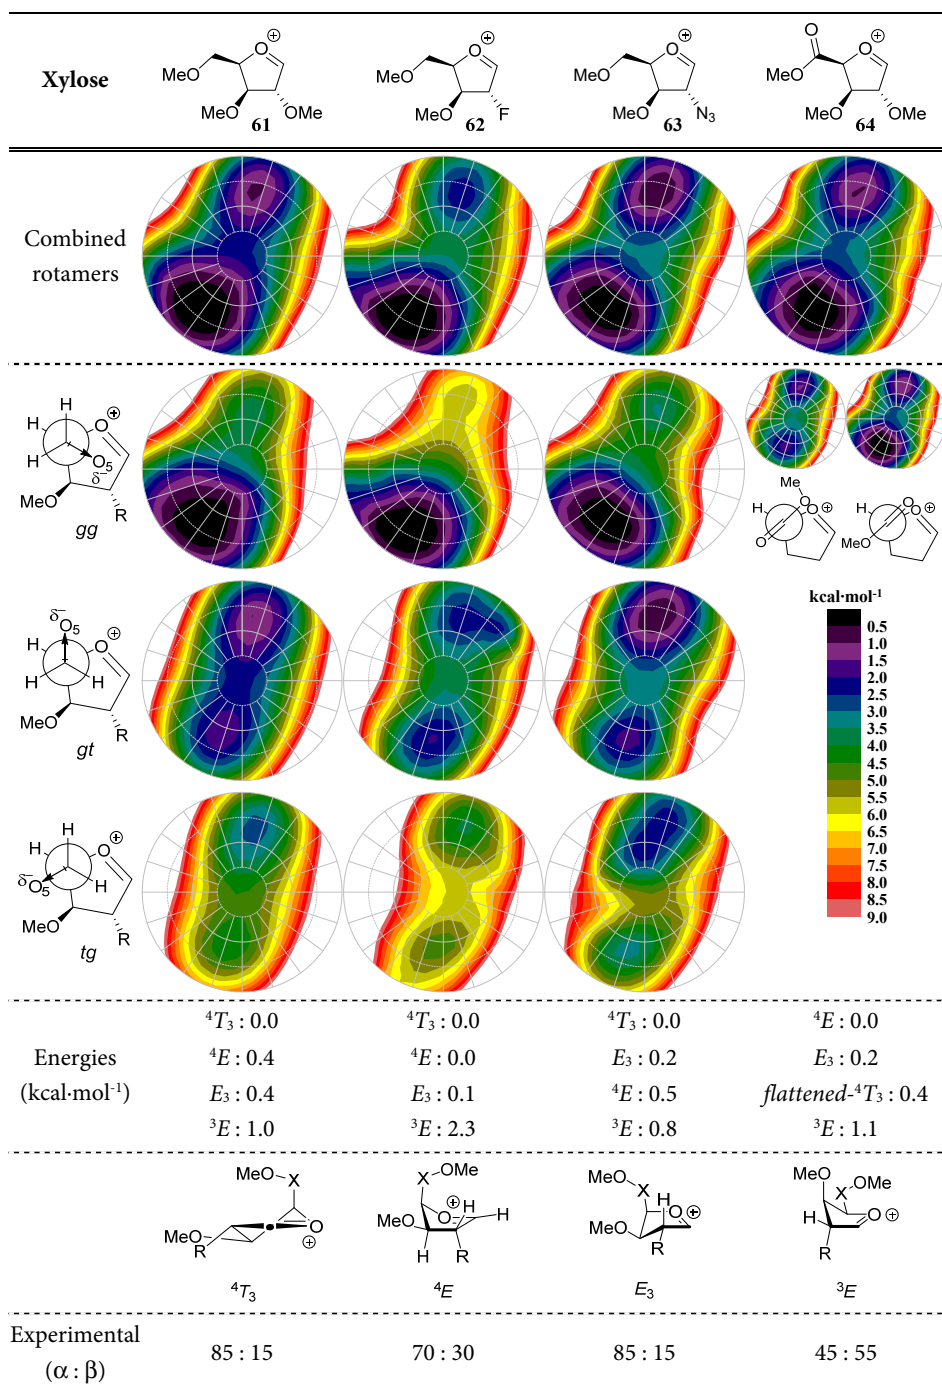 Xylose
MeO
O
⊕
MeO
OMe
61
MeO
O
⊕
MeO
F
62
MeO
O
⊕
MeO
N3
63
O
MeO
O
⊕
MeO
OMe
64
Combined
rotamers
H
H
O
⊕
O5
δ−
MeO
R
gg
Me
O
H
O
⊕
O
H
O
⊕
MeO
kcal·mol-1
0.5
1.0
1.5
2.0
2.5
3.0
4.0
4.5
5.0
5.5
6.0
6.5
7.0
7.5
8.0
8.5
9.0
δ−
O5
H
O
⊕
H
H
MeO
R
gt
H
H
O
⊕
δ−
O5
H
MeO
R
tg
Energies
(kcal·mol-1)
4T3 : 0.0
4E : 0.4
E3 : 0.4
3E : 1.0
4T3 : 0.0
4E : 0.0
E3 : 0.1
3E : 2.3
4T3 : 0.0
E3 : 0.2
4E : 0.5
3E : 0.8
4E : 0.0
E3 : 0.2
flattened-4T3 : 0.4
3E : 1.1
MeO
X
MeO
R
O
⊕
4T3
OMe
X
⊕
O
H
H
MeO
H
R
4E
MeO
X
H
O
⊕
MeO
R
E3
MeO
X
OMe
H
O
⊕
R
3E
Experimental
(α : β)
85 : 15
70 : 30
85 : 15
45 : 55